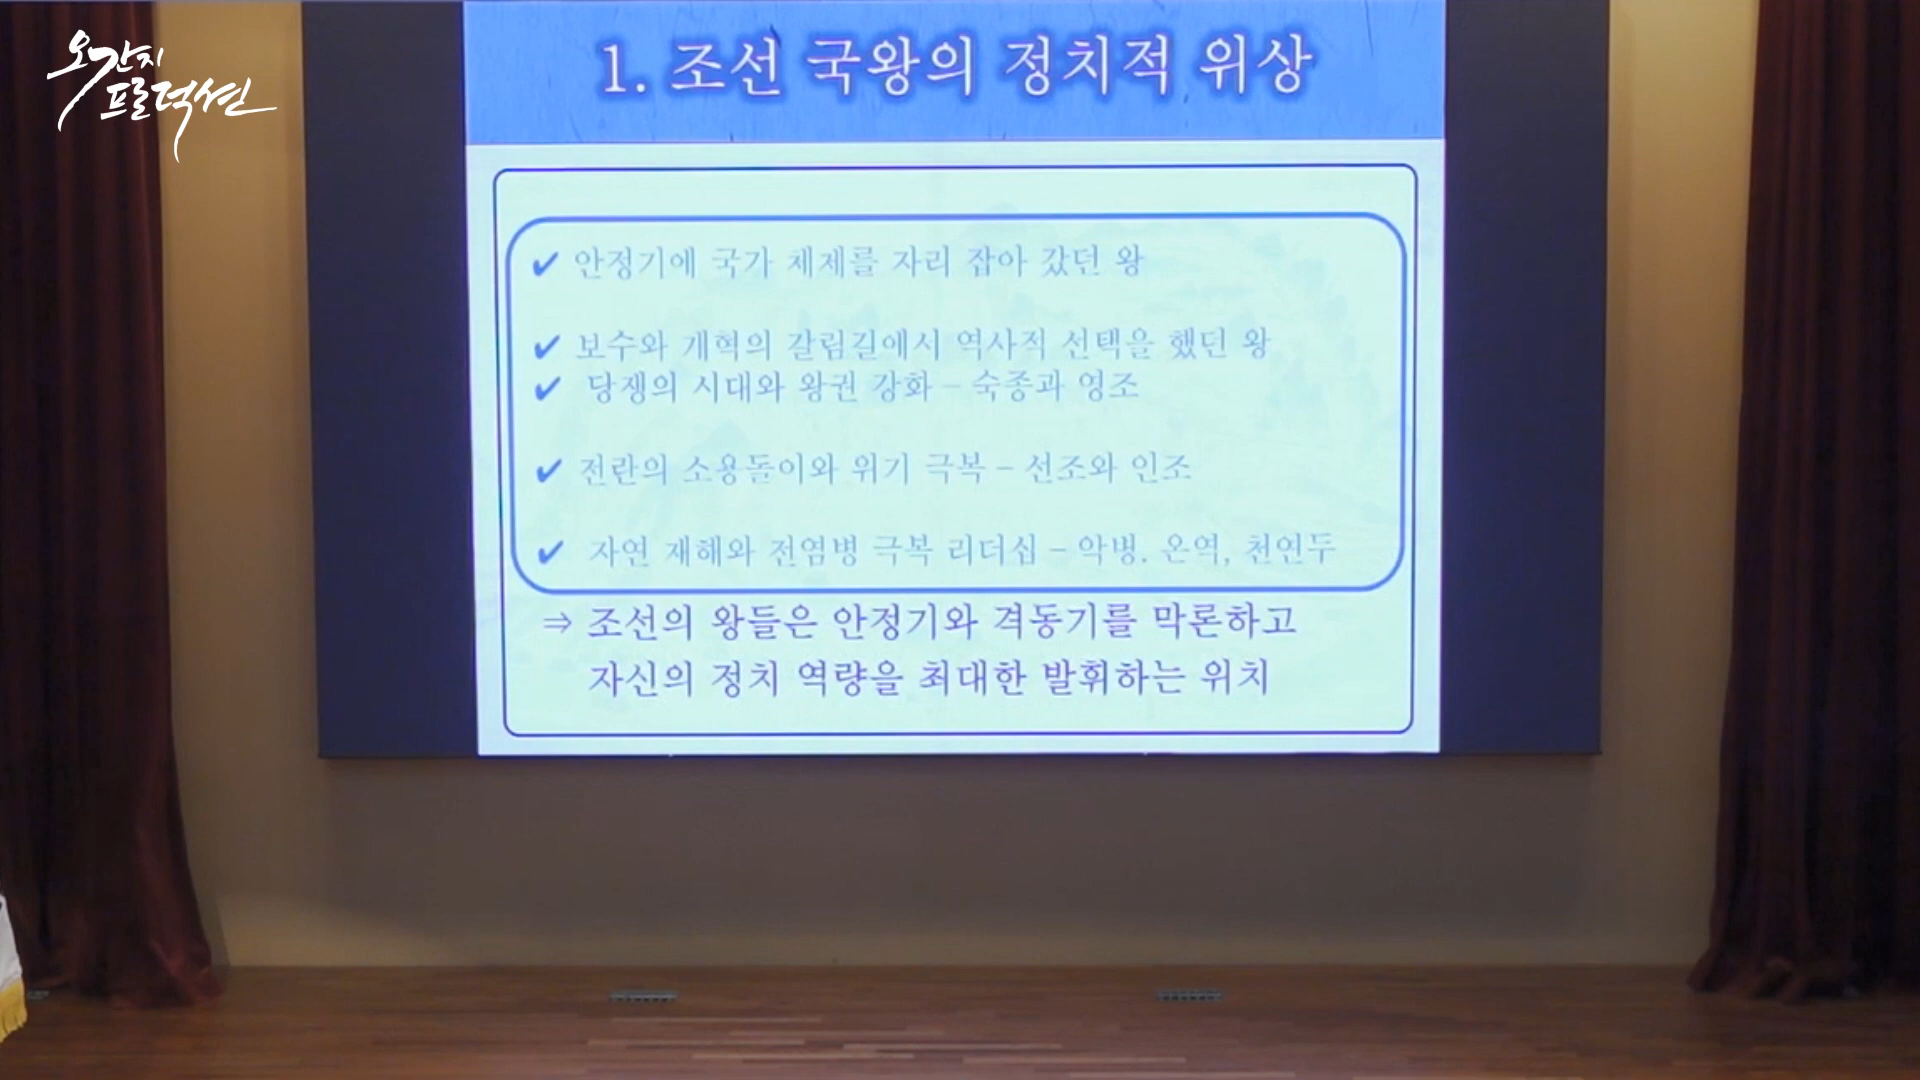 오간지
프로덕션
1. 조선 국왕의 정치적 위상
✔ 안정기에 국가 체제를 자리 잡아 갔던 왕
✔ 보수와 개혁의 갈림길에서 역사적 선택을 했던 왕
✔ 당쟁의 시대와 왕권 강화 – 숙종과 영조
✔ 전란의 소용돌이와 위기 극복 – 선조와 인조
✔ 자연 재해와 전염병 극복 리더십 – 악병. 온역, 천연두
⇒ 조선의 왕들은 안정기와 격동기를 막론하고
자신의 정치 역량을 최대한 발휘하는 위치